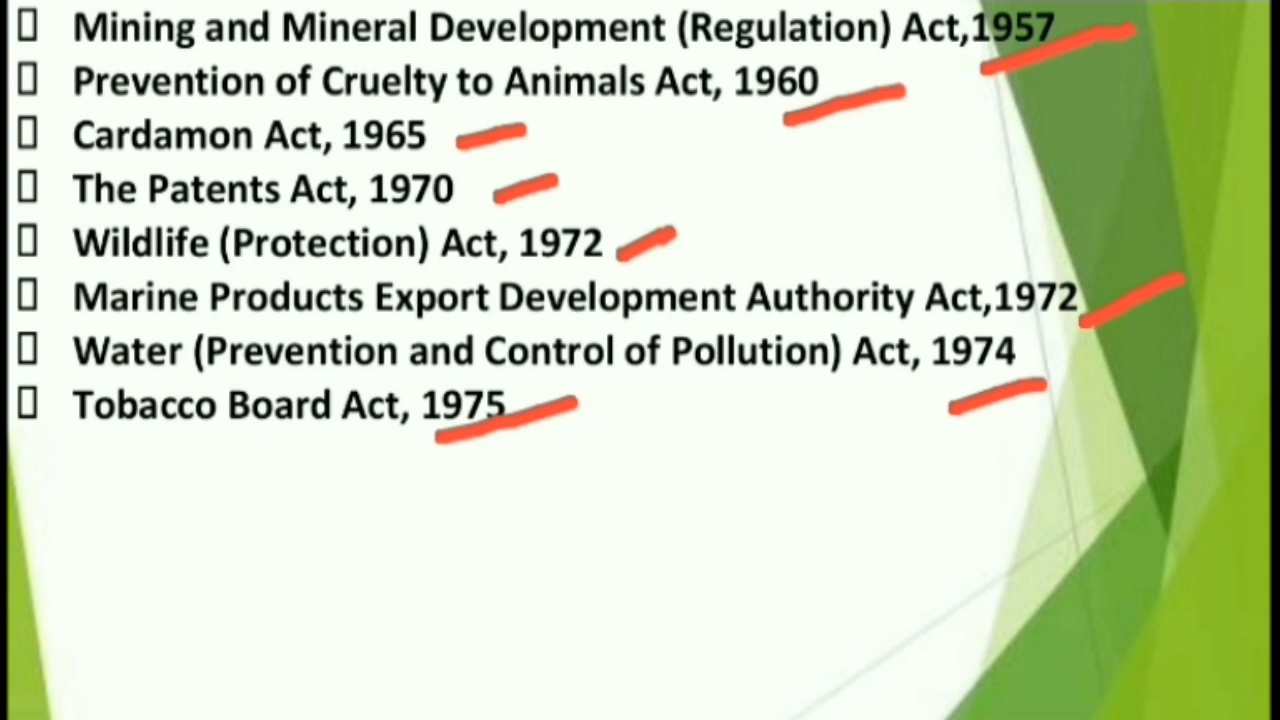 Mining and Mineral Development (Regulation) Act,1957
Prevention of Cruelty to Animals Act, 1960
Cardamon Act, 1965
The Patents Act, 1970
Wildlife (Protection) Act, 1972
Marine Products Export Development Authority Act,1972
Water (Prevention and Control of Pollution) Act, 1974
Tobacco Board Act, 1975